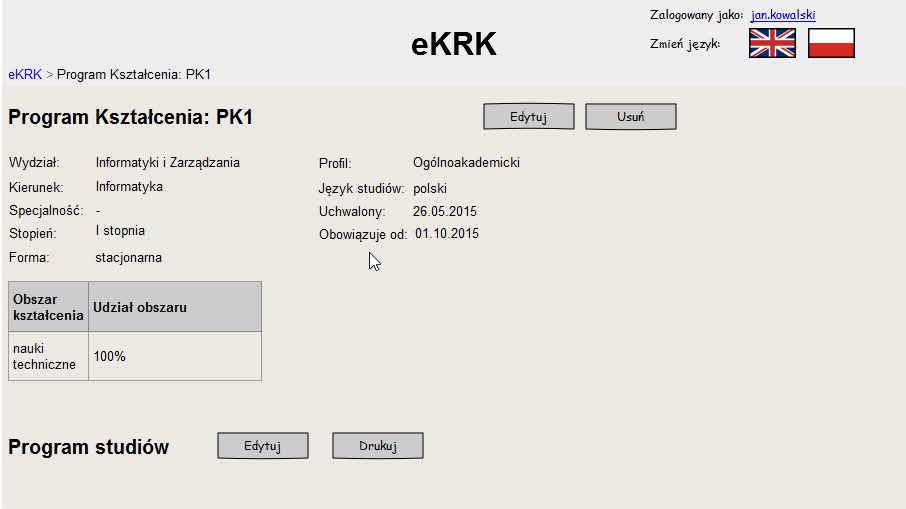 Zalogowany jako: jan.kowalski
eKRK
Zmień język:
eKRK > Program Kształcenia: PK1
Program Kształcenia: PK1
Edytuj
Usuń
Wydział: Informatyki i Zarządzania
Profil: Ogólnoakademicki
Kierunek: Informatyka
Język studiów: polski
Specjalność: -
Uchwalony: 26.05.2015
Stopień: I stopnia
Obowiązuje od: 01.10.2015
Forma: stacjonarna
Obszar
kształcenia
Udział obszaru
nauki
techniczne
100%
Program studiów
Edytuj
Drukuj